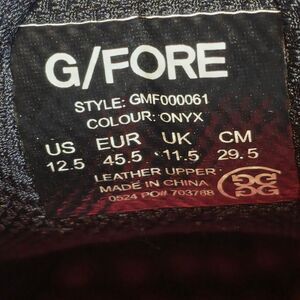 G/FORE
STYLE: GMF000061
COLOUR: ONYX
US EUR UK CM
12.5 45.5 11.5 29.5
LEATHER UPPER
MADE IN CHINA
0524 PO# 703768